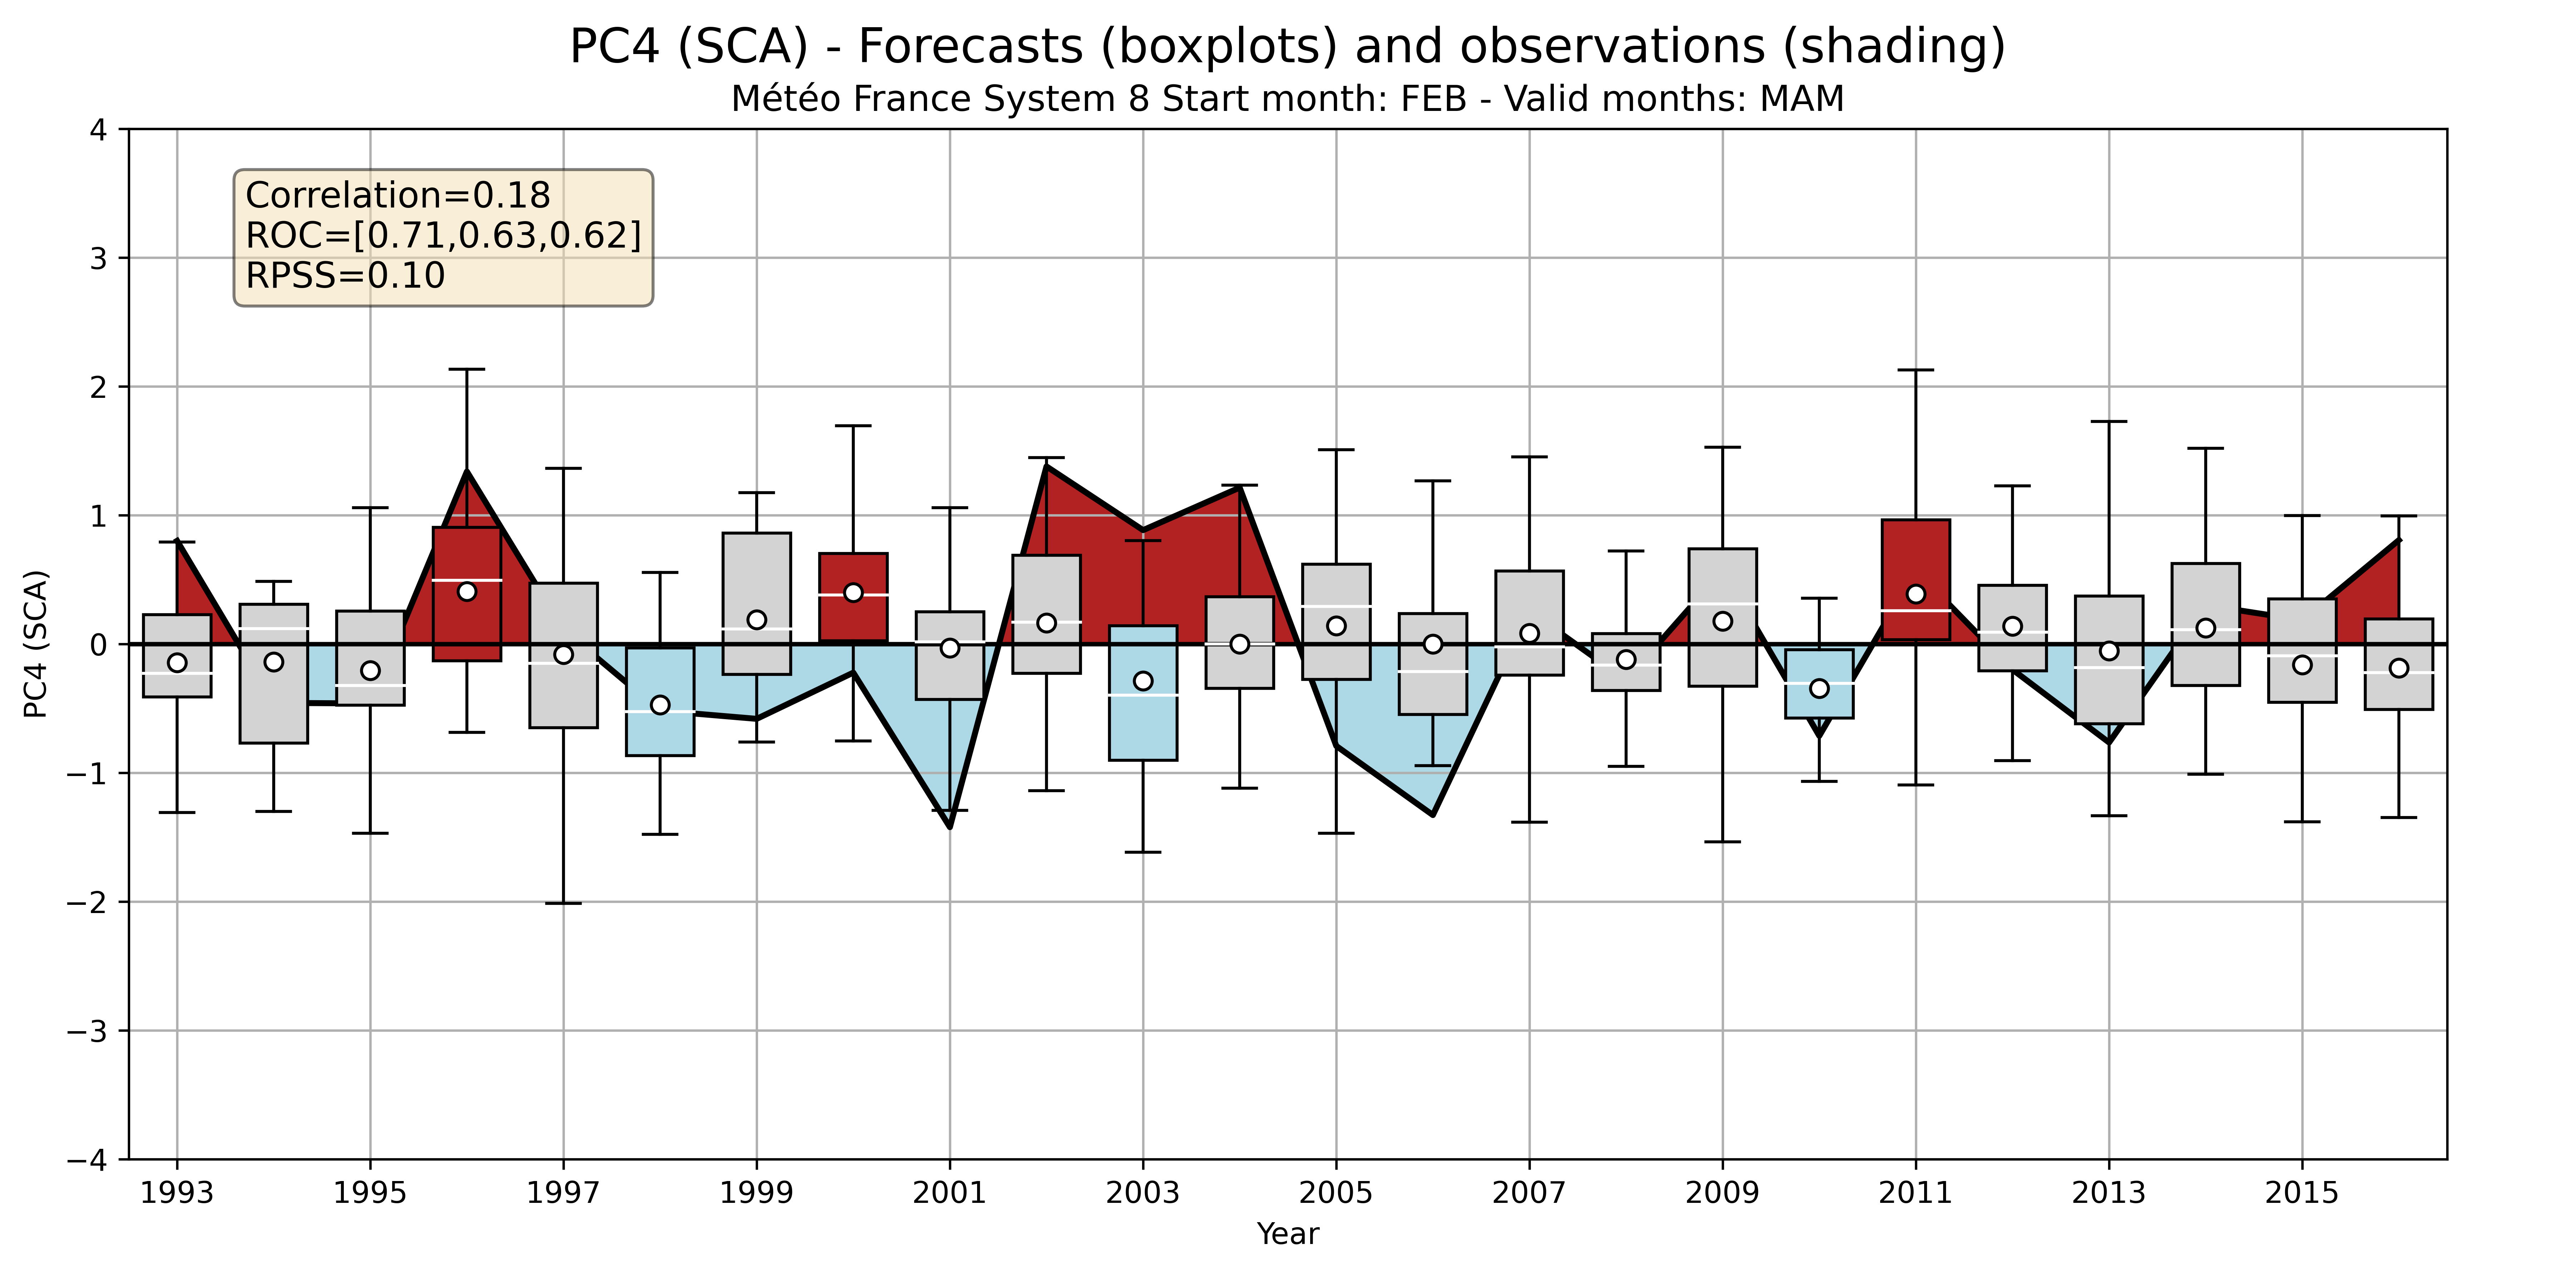 PC4 (SCA) - Forecasts (boxplots) and observations (shading)
Météo France System 8 Start month: FEB - Valid months: MAM
Correlation=0.18
ROC=[0.71,0.63,0.62]
RPSS=0.10
PC4 (SCA)
4
3
2
1
0
−1
−2
−3
−4
1993 1995 1997 1999 2001 2003 2005 2007 2009 2011 2013 2015
Year